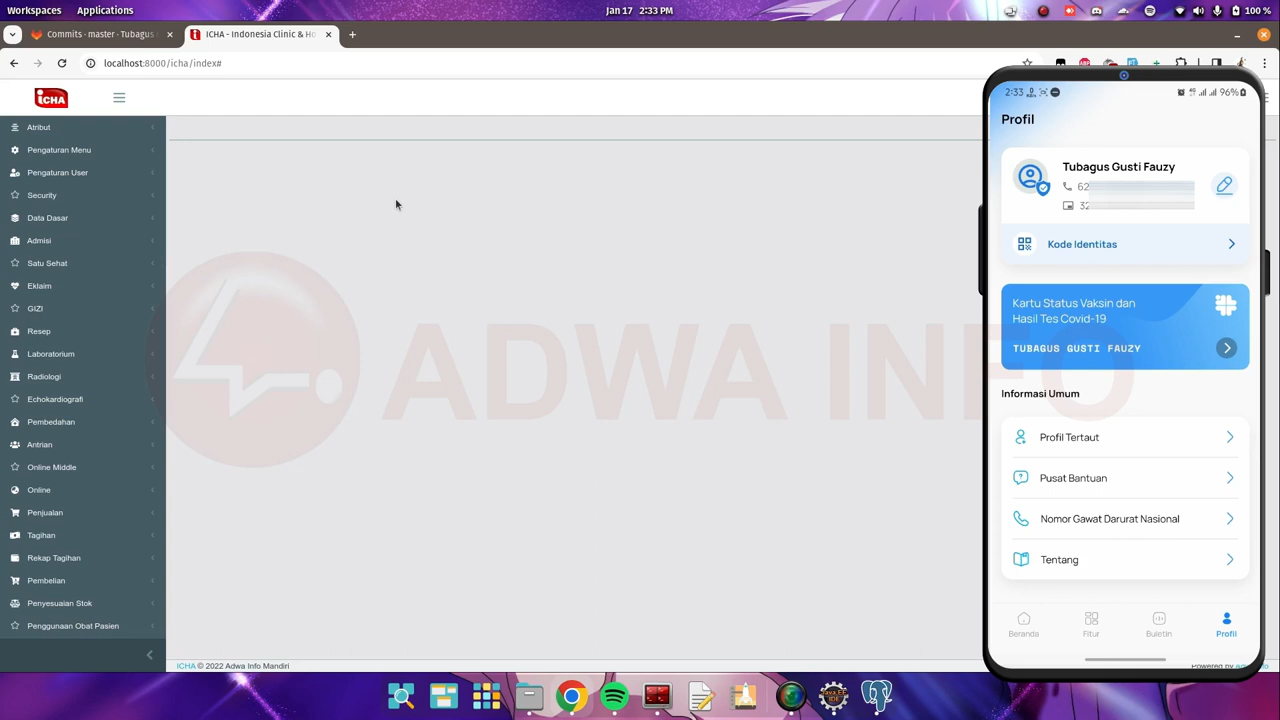 Workspaces Applications
Jan 17 2:33 PM
100 %
Commits · master · Tubagus
ICHA - Indonesia Clinic & Ho
localhost:8000/icha/index#
iCHA
Atribut
Pengaturan Menu
Pengaturan User
Security
Data Dasar
Admisi
Satu Sehat
Eklaim
GIZI
Resep
Laboratorium
Radiologi
Echokardiografi
Pembedahan
Antrian
Online Middle
Online
Penjualan
Tagihan
Rekap Tagihan
Pembelian
Penyesuaian Stok
Penggunaan Obat Pasien
ADWA INFO
ICHA © 2022 Adwa Info Mandiri
Powered by
2:33
96%
Profil
Tubagus Gusti Fauzy
62
32
Kode Identitas
Kartu Status Vaksin dan
Hasil Tes Covid-19
TUBAGUS GUSTI FAUZY
Informasi Umum
Profil Tertaut
Pusat Bantuan
Nomor Gawat Darurat Nasional
Tentang
Beranda Fitur Buletin Profil